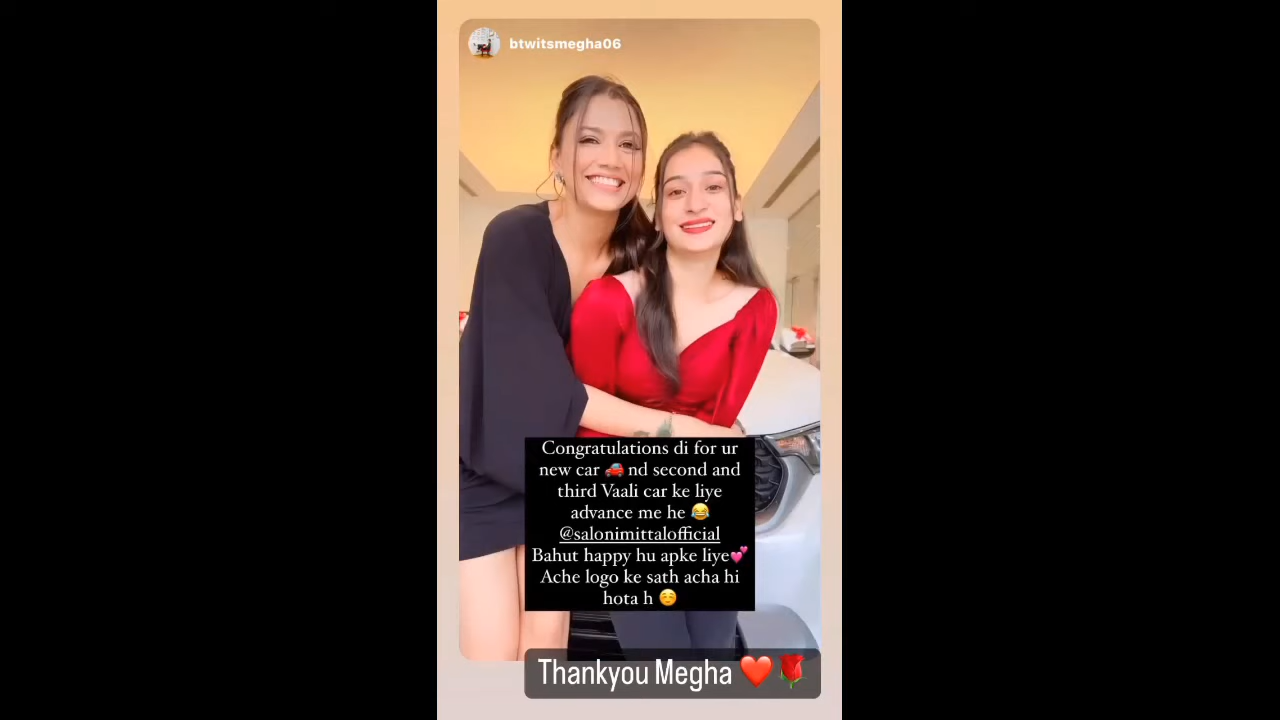 btwitsmegha06
Congratulations di for ur
new car 🚗 nd second and
third Vaali car ke liye
advance me he 😂
@salonimittalofficial
Bahut happy hu apke liye💕
Ache logo ke sath acha hi
hota h ☺️
Thankyou Megha ❤️🌹